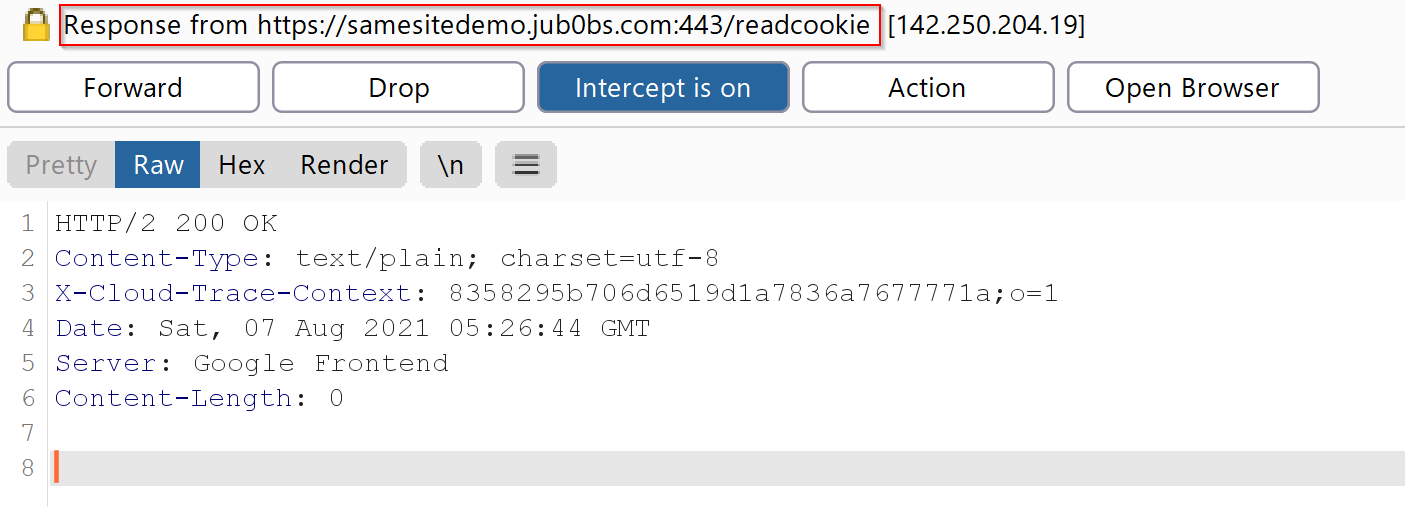 Response from https://samesitedemo.jub0bs.com:443/readcookie [142.250.204.19]
Forward Drop Intercept is on Action Open Browser
Pretty Raw Hex Render \n
1 HTTP/2 200 OK
2 Content-Type: text/plain; charset=utf-8
3 X-Cloud-Trace-Context: 8358295b706d6519d1a7836a7677771a;o=1
4 Date: Sat, 07 Aug 2021 05:26:44 GMT
5 Server: Google Frontend
6 Content-Length: 0
7
8